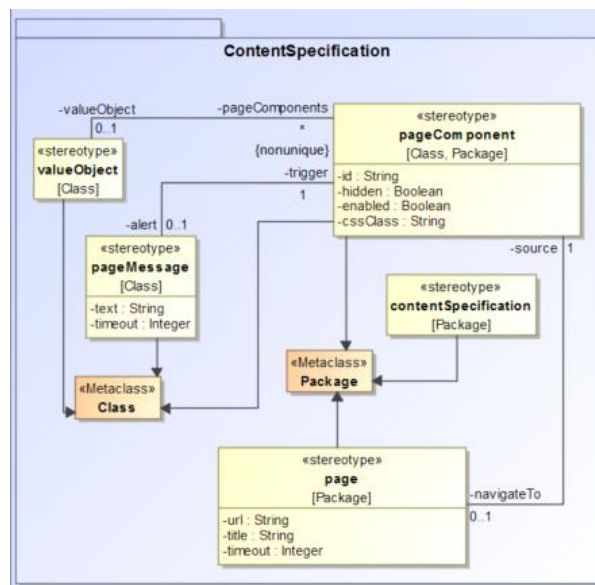 ContentSpecification
-valueObject
-pageComponents
0..1
*
{nonunique}
«stereotype»
pageComponent
[Class, Package]
-id : String
-hidden : Boolean
-enabled : Boolean
-cssClass : String
«stereotype»
valueObject
[Class]
-trigger
1
-alert 0..1
«stereotype»
pageMessage
[Class]
-text : String
-timeout : Integer
-source 1
«stereotype»
contentSpecification
[Package]
«Metaclass»
Class
«Metaclass»
Package
«stereotype»
page
[Package]
-url : String
-title : String
-timeout : Integer
-navigateTo
0..1